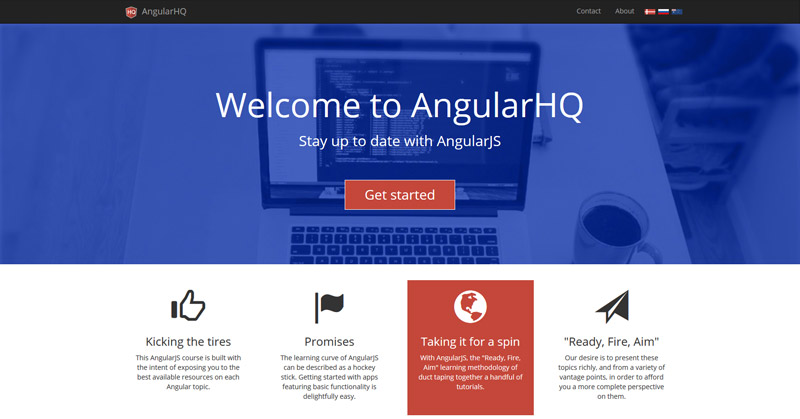 HQ AngularHQ Contact About
Welcome to AngularHQ
Stay up to date with AngularJS
Get started
Kicking the tires
This AngularJS course is built with
the intent of exposing you to the
best available resources on each
Angular topic.
Promises
The learning curve of AngularJS
can be described as a hockey
stick. Getting started with apps
featuring basic functionality is
delightfully easy.
Taking it for a spin
With AngularJS, the "Ready, Fire,
Aim" learning methodology of
duct taping together a handful of
tutorials.
"Ready, Fire, Aim"
Our desire is to present these
topics richly, and from a variety of
vantage points, in order to afford
you a more complete perspective
on them.